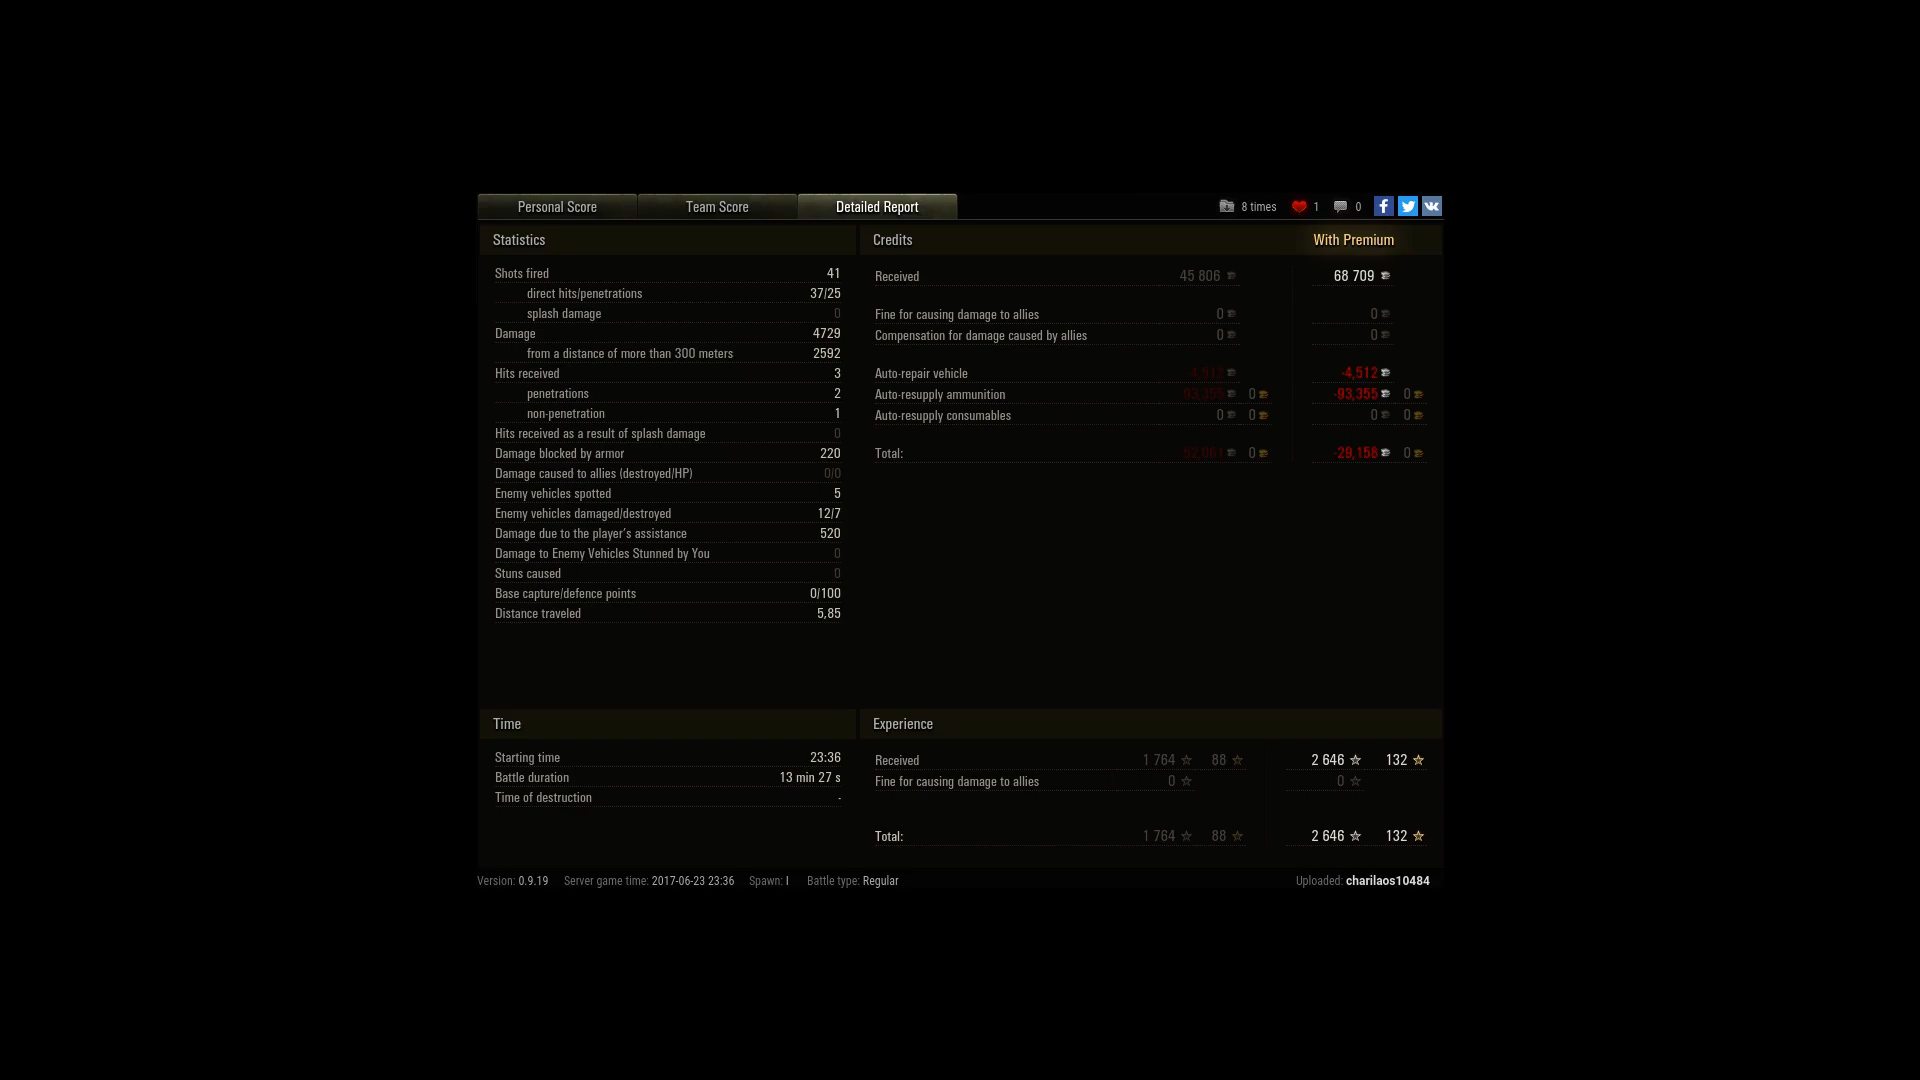 Personal Score Team Score Detailed Report 8 times 1 0
Statistics
Shots fired 41
direct hits/penetrations 37/25
splash damage 0
Damage 4729
from a distance of more than 300 meters 2592
Hits received 3
penetrations 2
non-penetration 1
Hits received as a result of splash damage 0
Damage blocked by armor 220
Damage caused to allies (destroyed/HP) 0/0
Enemy vehicles spotted 5
Enemy vehicles damaged/destroyed 12/7
Damage due to the player's assistance 520
Damage to Enemy Vehicles Stunned by You 0
Stuns caused 0
Base capture/defence points 0/100
Distance traveled 5,85
Credits With Premium
Received 45 806 68 709
Fine for causing damage to allies 0 0
Compensation for damage caused by allies 0 0
Auto-repair vehicle -4,512 -4,512
Auto-resupply ammunition -93,355 0 -93,355 0
Auto-resupply consumables 0 0 0 0
Total: 0 -29,158 0
Time
Starting time 23:36
Battle duration 13 min 27 s
Time of destruction -
Experience
Received 1 764 88 2 646 132
Fine for causing damage to allies 0 0
Total: 1 764 88 2 646 132
Version: 0.9.19 Server game time: 2017-06-23 23:36 Spawn: I Battle type: Regular Uploaded: charilaos10484